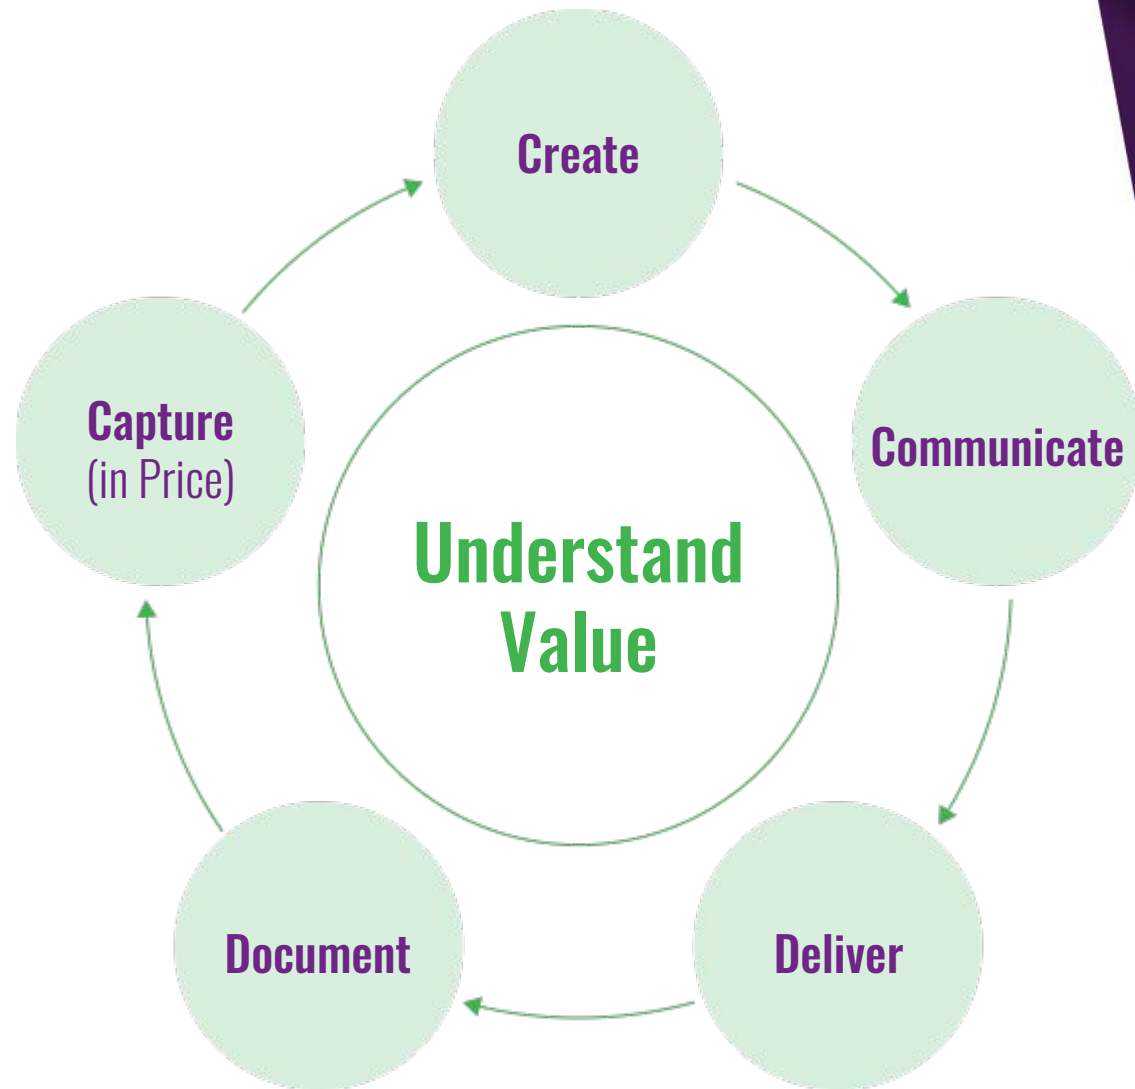 Create
Communicate
Deliver
Document
Capture
(in Price)
Understand
Value